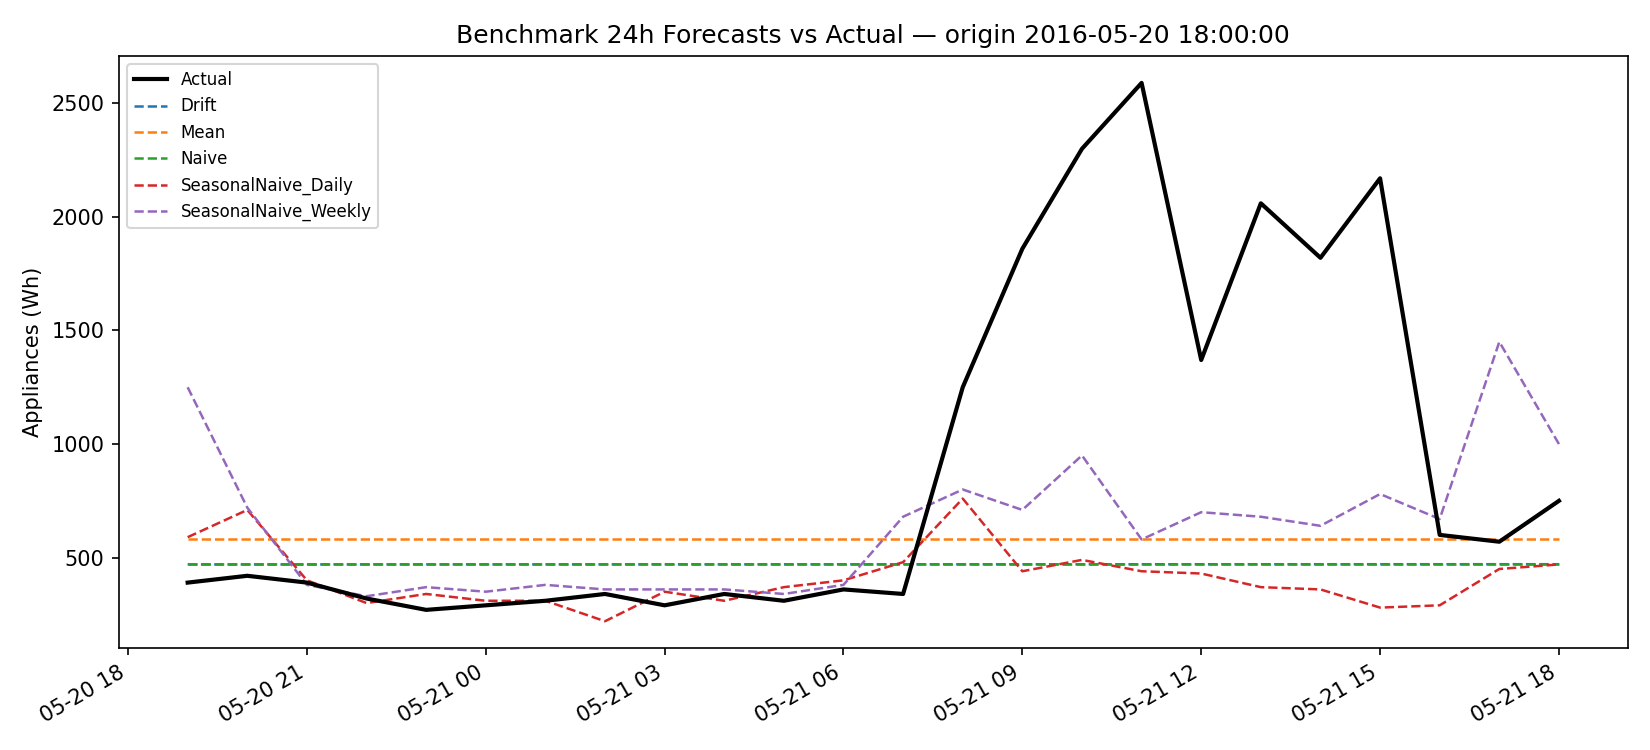 Benchmark 24h Forecasts vs Actual — origin 2016-05-20 18:00:00
Appliances (Wh)
2500
2000
1500
1000
500
Actual
Drift
Mean
Naive
SeasonalNaive_Daily
SeasonalNaive_Weekly
05-20 18
05-20 21
05-21 00
05-21 03
05-21 06
05-21 09
05-21 12
05-21 15
05-21 18